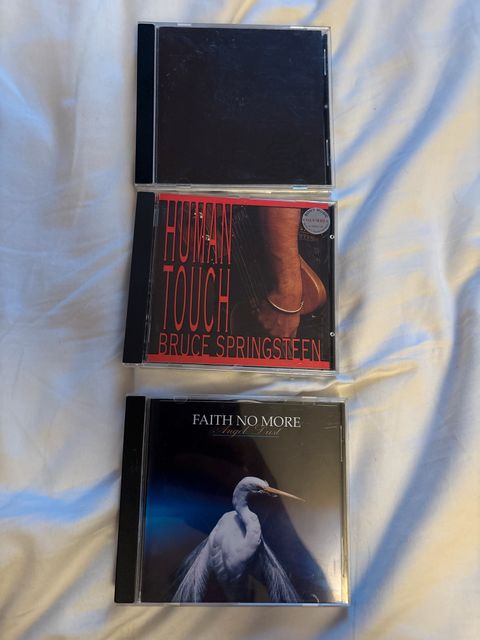 HUMAN
TOUCH
BRUCE SPRINGSTEEN
FAITH NO MORE
Angel Dust